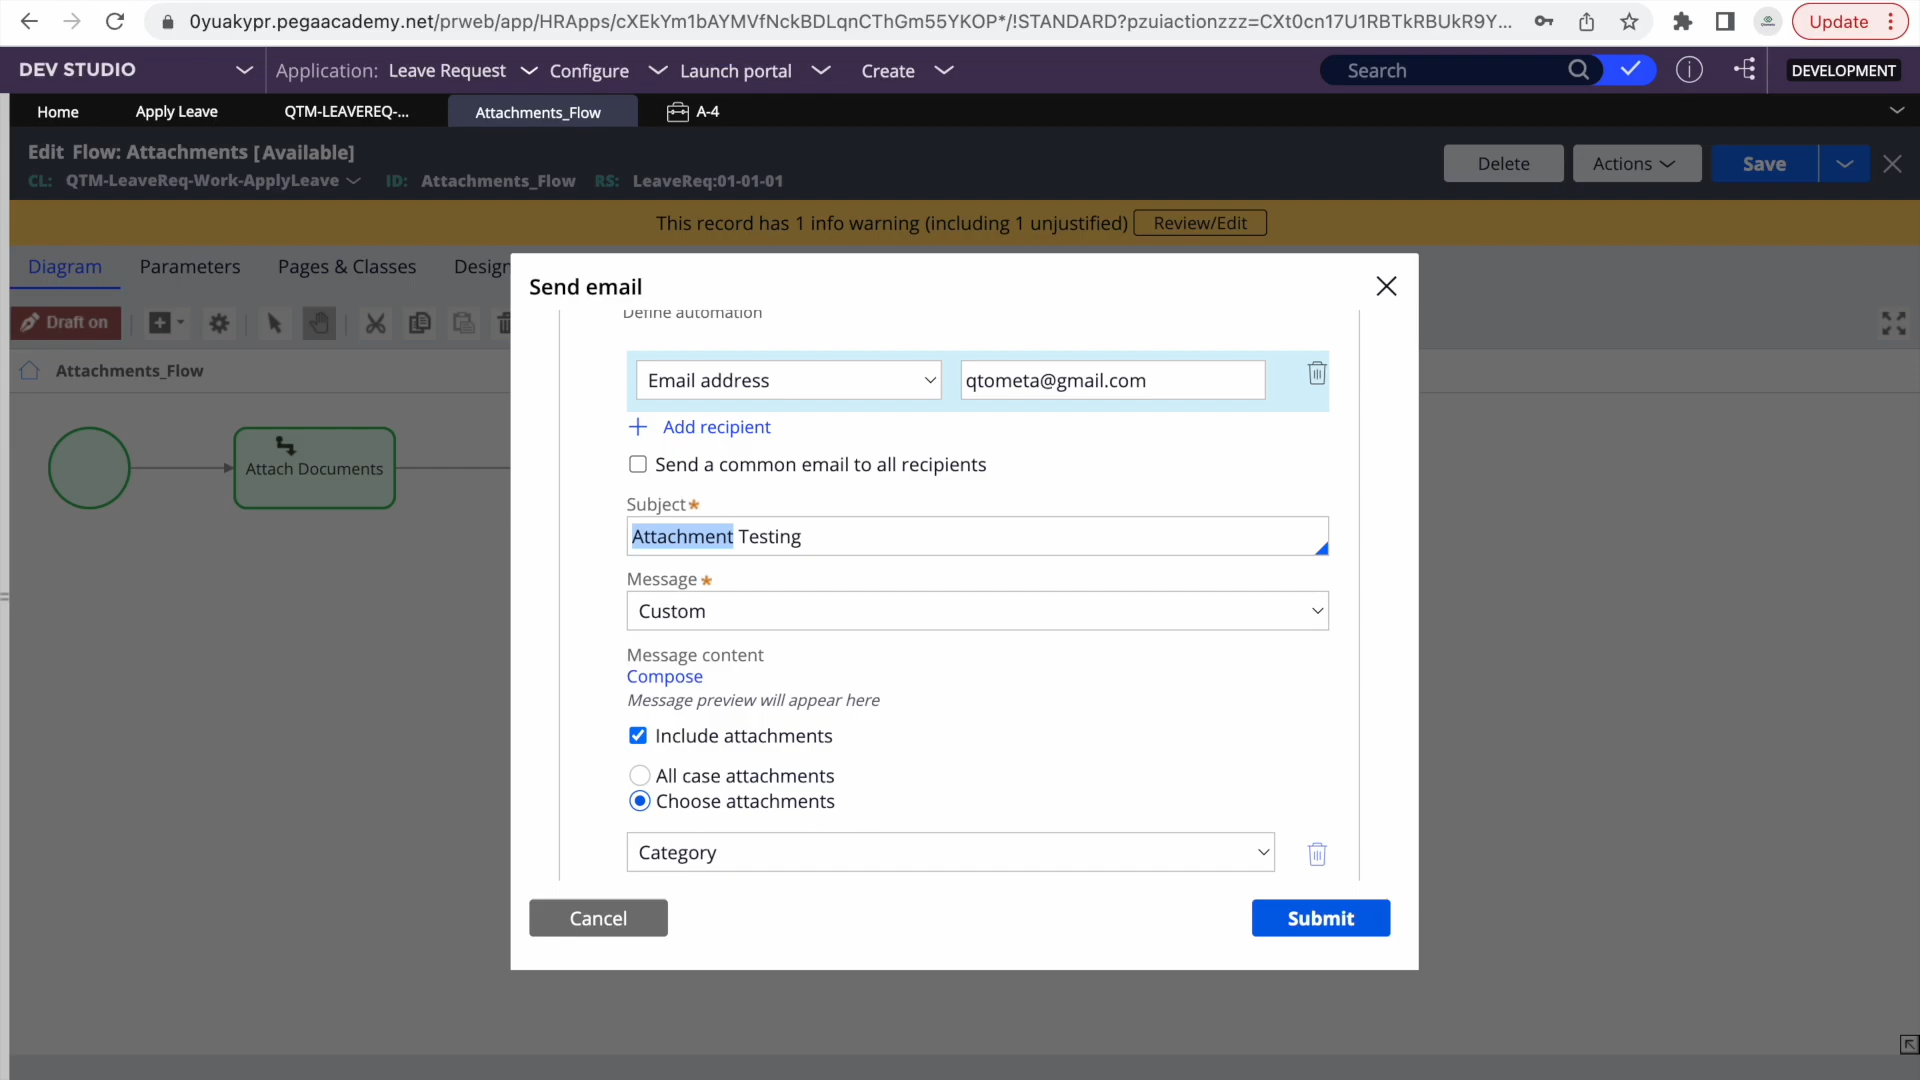 0yuakypr.pegaacademy.net/prweb/app/HRApps/cXEkYm1bAYMVfNckBDLqnCThGm55YKOP*/!STANDARD?pzuiactionzzz=CXt0cn17U1RBTkRBUkR9Y...
Update
DEV STUDIO
Application: Leave Request
Configure
Launch portal
Create
Search
DEVELOPMENT
Home
Apply Leave
QTM-LEAVEREQ-...
Attachments_Flow
A-4
Edit Flow: Attachments [Available]
CL: QTM-LeaveReq-Work-ApplyLeave ID: Attachments_Flow RS: LeaveReq:01-01-01
Delete
Actions
Save
This record has 1 info warning (including 1 unjustified) Review/Edit
Diagram
Parameters
Pages & Classes
Design
Draft on
Attachments_Flow
Attach Documents
Send email
Define automation
Email address
qtometa@gmail.com
Add recipient
Send a common email to all recipients
Subject*
Attachment Testing
Message *
Custom
Message content
Compose
Message preview will appear here
Include attachments
All case attachments
Choose attachments
Category
Cancel
Submit